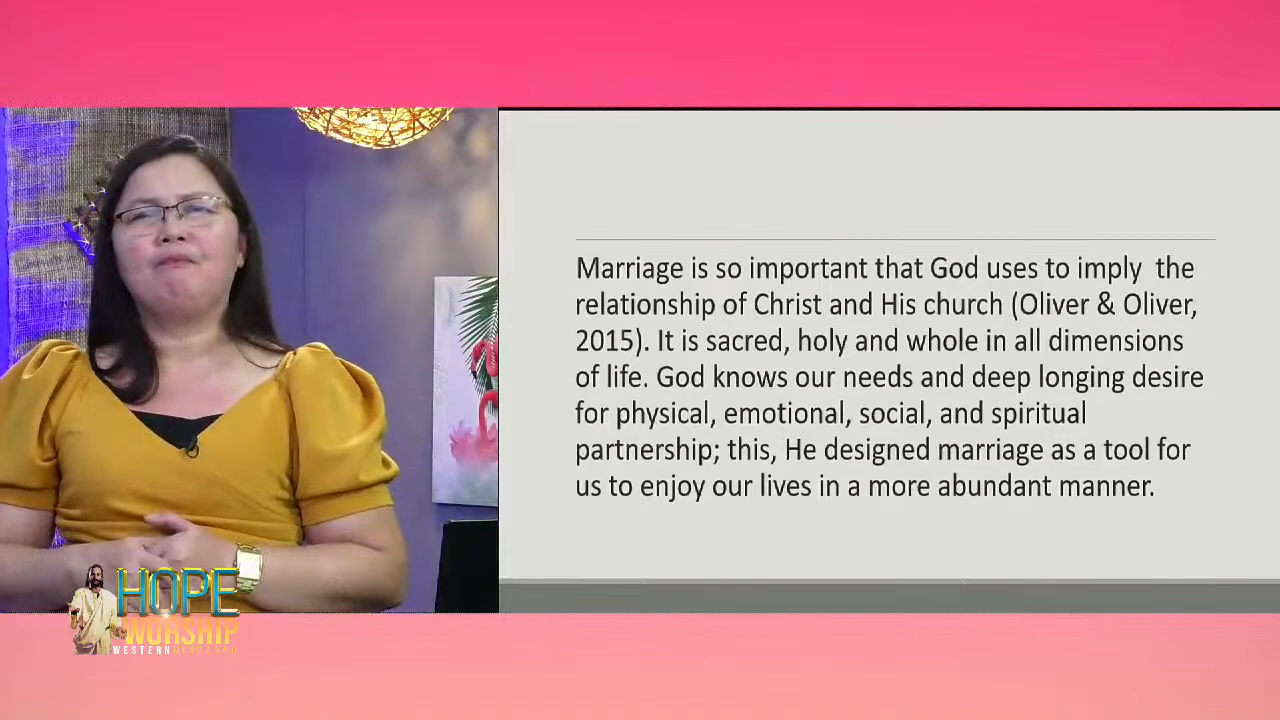 Marriage is so important that God uses to imply the
relationship of Christ and His church (Oliver & Oliver,
2015). It is sacred, holy and whole in all dimensions
of life. God knows our needs and deep longing desire
for physical, emotional, social, and spiritual
partnership; this, He designed marriage as a tool for
us to enjoy our lives in a more abundant manner.
HOPE
WORSHIP
WESTERN